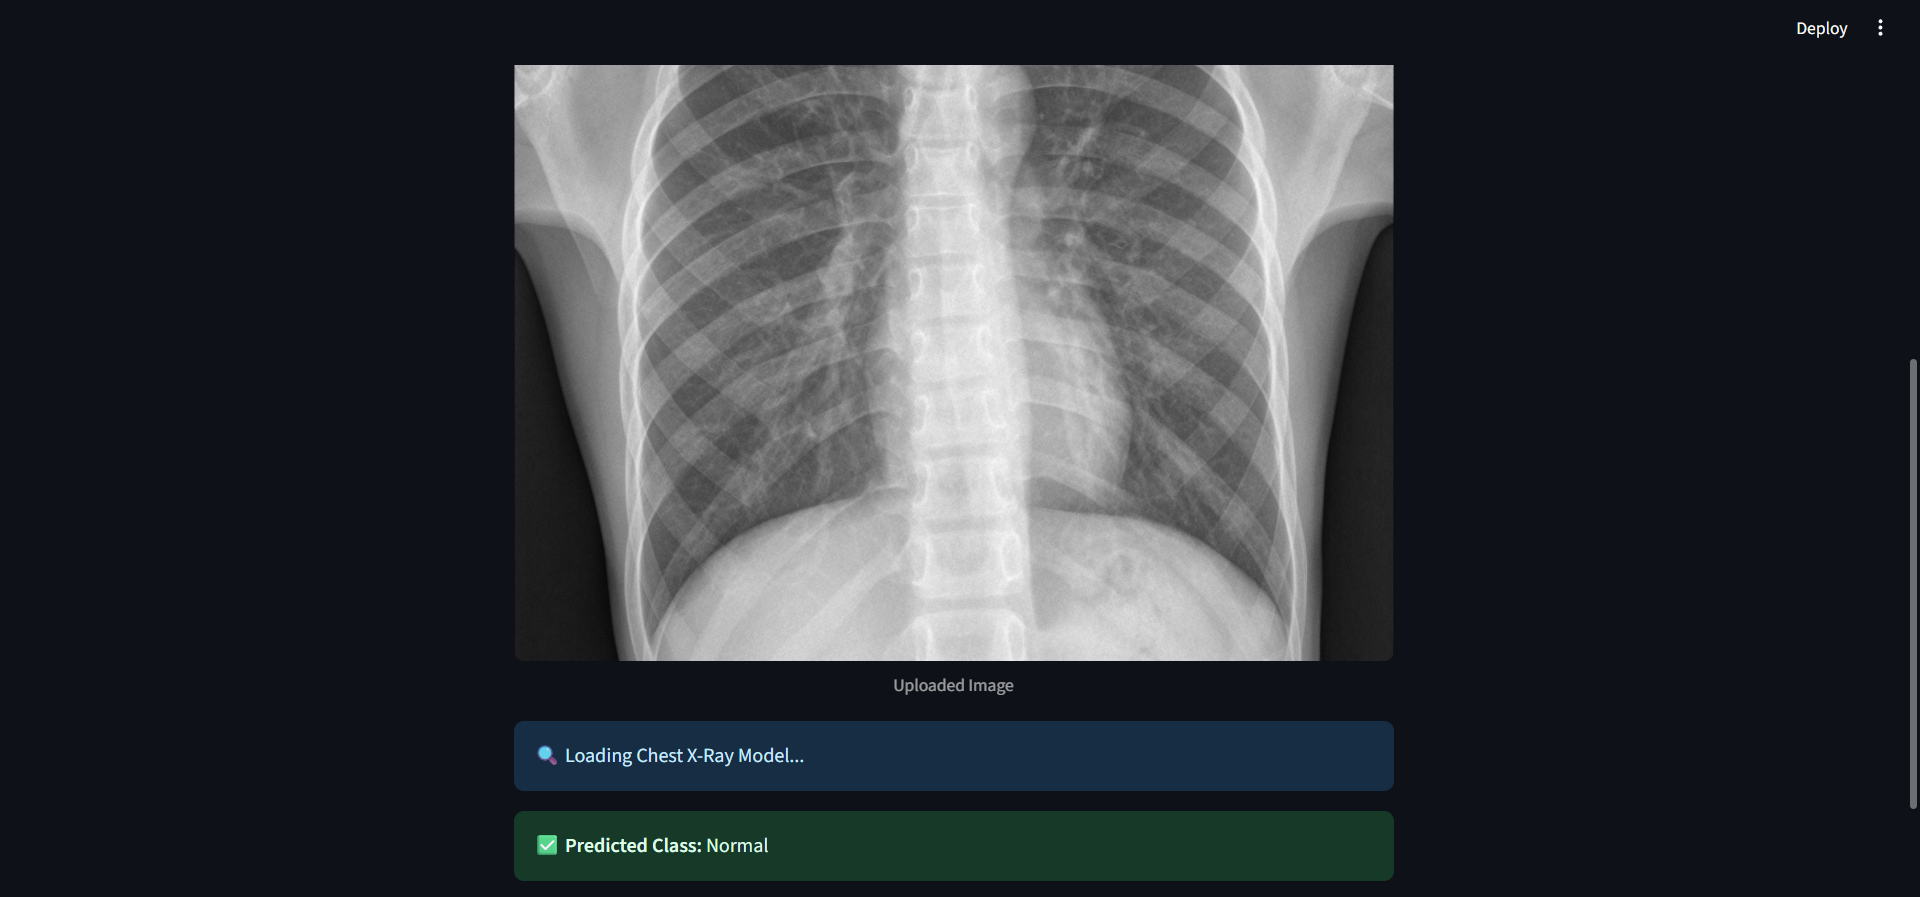 Deploy
Uploaded Image
🔍 Loading Chest X-Ray Model...
✅ Predicted Class: Normal